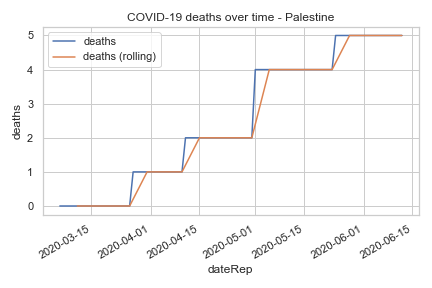 COVID-19 deaths over time - Palestine
deaths
deaths (rolling)
deaths
5
4
3
2
1
0
2020-03-15
2020-04-01
2020-04-15
2020-05-01
2020-05-15
2020-06-01
2020-06-15
dateRep